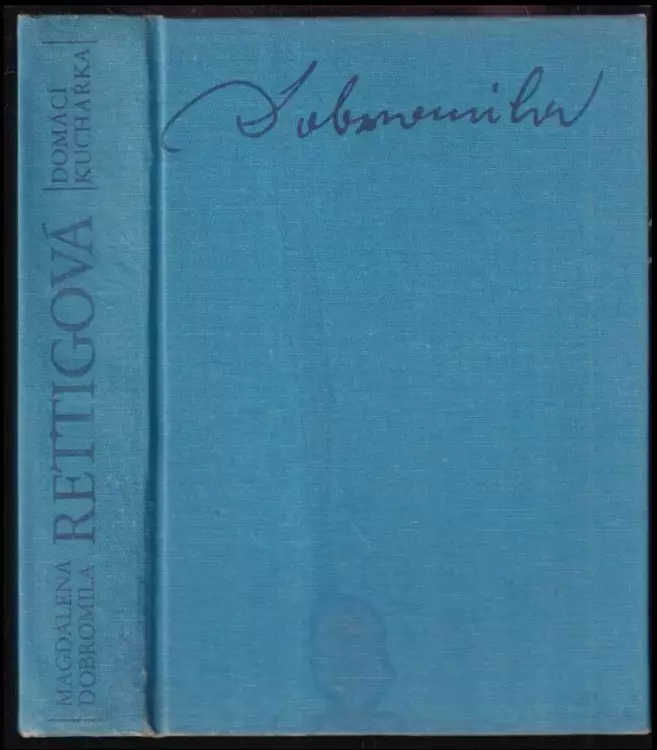 MAGDALENA
DOBROMILA
RETTIGOVÁ
DOMÁCÍ
KUCHAŘKA
Dobromila